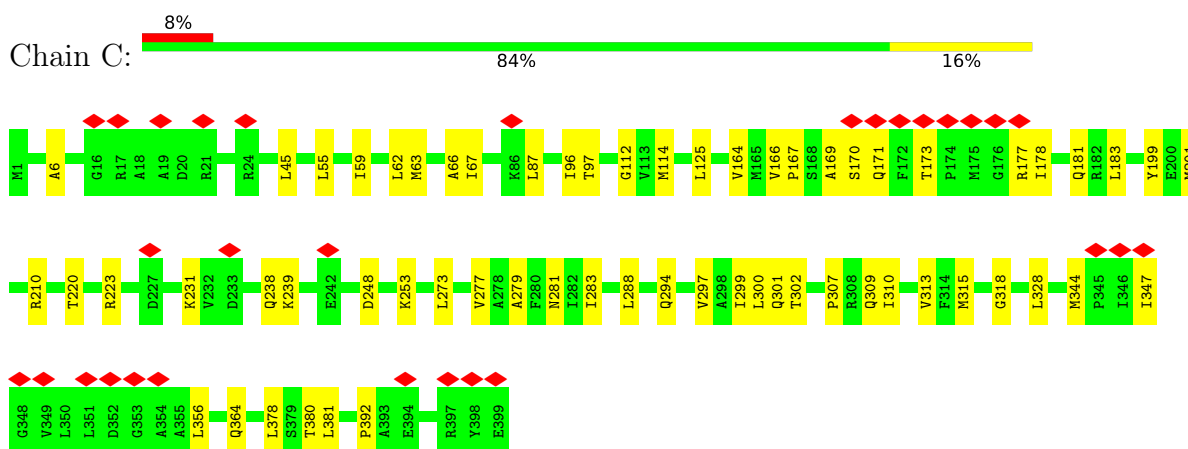 8%
Chain C:
84% 16%
M1 A6 G16 R17 A18 A19 D20 R21 R24 L45 L55 I59 L62 M63 A66 I67 K86 L87 I96 T97 G112 V113 M114 L125 V164 M165 V166 P167 S168 A169 S170 Q171 F172 T173 P174 M175 G176 R177 I178 Q181 R182 L183 Y199 E200
R210 T220 R223 D227 K231 V232 D233 Q238 K239 E242 D248 K253 L273 V277 A278 A279 F280 N281 I282 I283 L288 Q294 V297 A298 I299 L300 Q301 T302 P307 R308 Q309 I310 V313 F314 M315 G318 L328 M344 P345 I346 I347
G348 V349 L350 L351 D352 G353 A354 A355 L356 Q364 L378 S379 T380 L381 P392 A393 E394 R397 Y398 E399